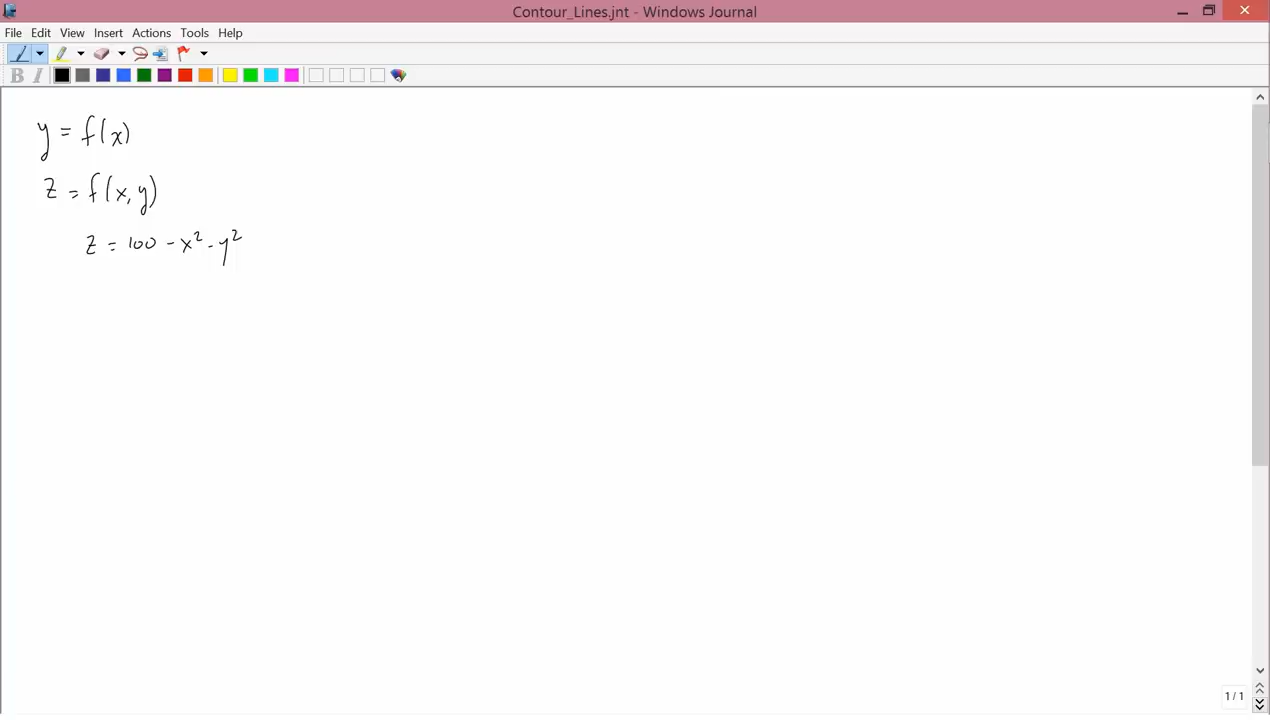 Contour_Lines.jnt - Windows Journal
File Edit View Insert Actions Tools Help
B I
y = f(x)
z = f(x, y)
z = 100 - x² - y²
1 / 1